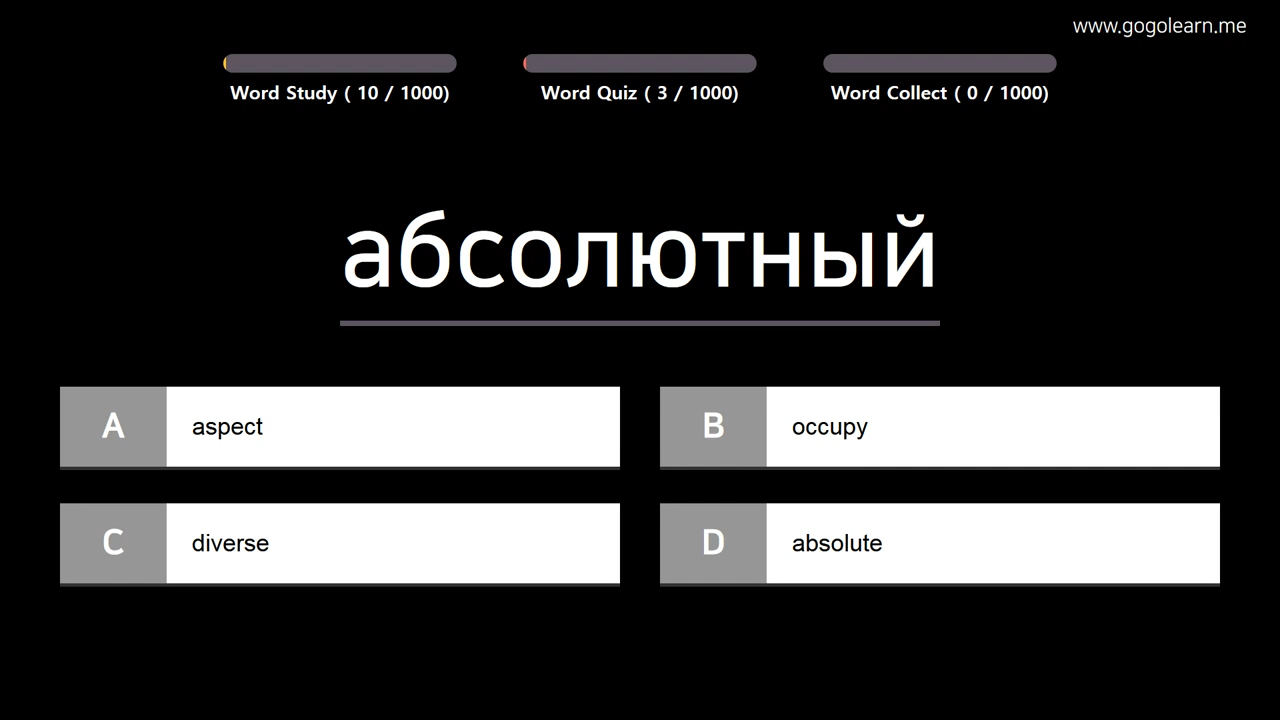 www.gogolearn.me
Word Study ( 10 / 1000)
Word Quiz ( 3 / 1000)
Word Collect ( 0 / 1000)
абсолютный
A aspect
B occupy
C diverse
D absolute